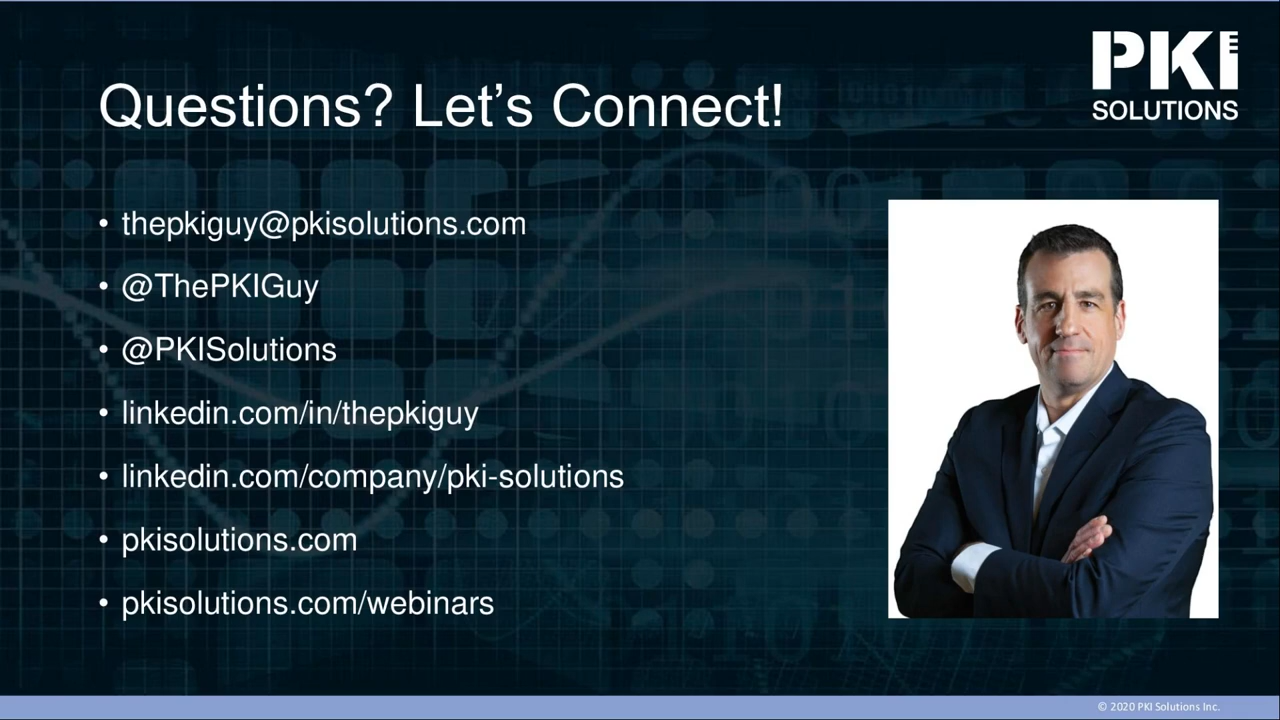 PKI
SOLUTIONS
Questions? Let’s Connect!
• thepkiguy@pkisolutions.com
• @ThePKIGuy
• @PKISolutions
• linkedin.com/in/thepkiguy
• linkedin.com/company/pki-solutions
• pkisolutions.com
• pkisolutions.com/webinars
© 2020 PKI Solutions Inc.